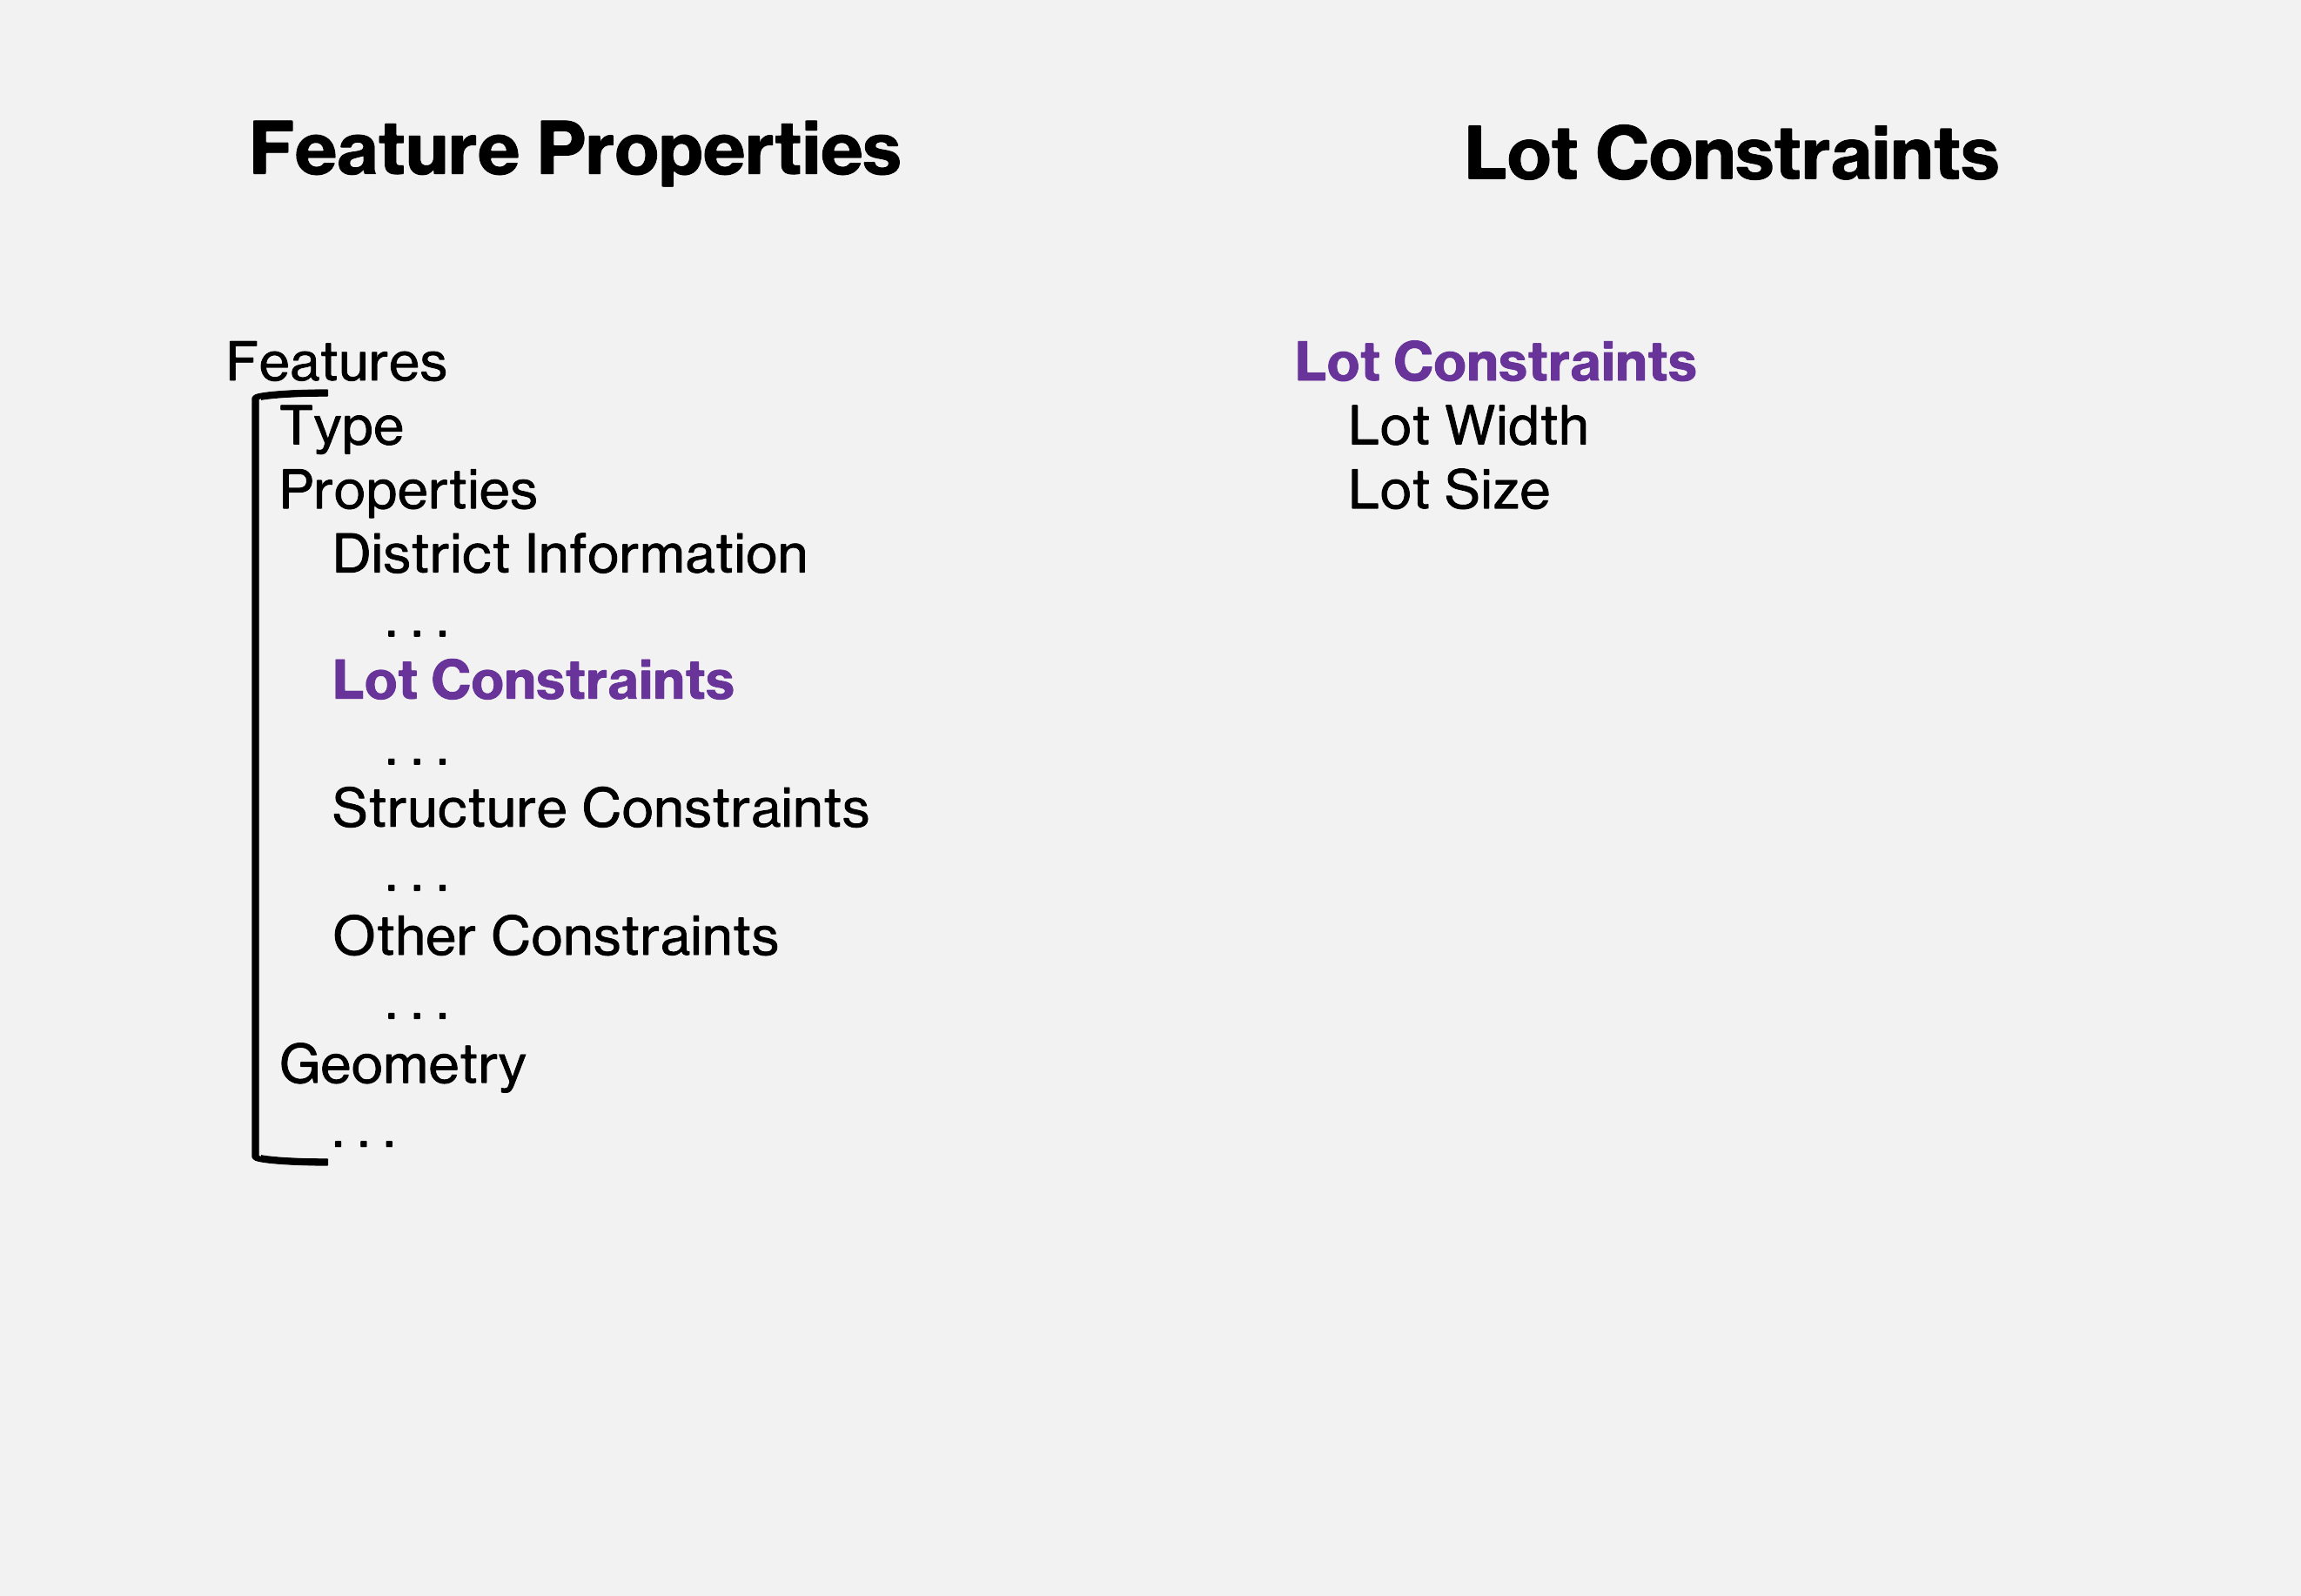 Feature Properties
Features
Type
Properties
District Information
...
Lot Constraints
...
Structure Constraints
...
Other Constraints
...
Geometry
...
Lot Constraints
Lot Constraints
Lot Width
Lot Size